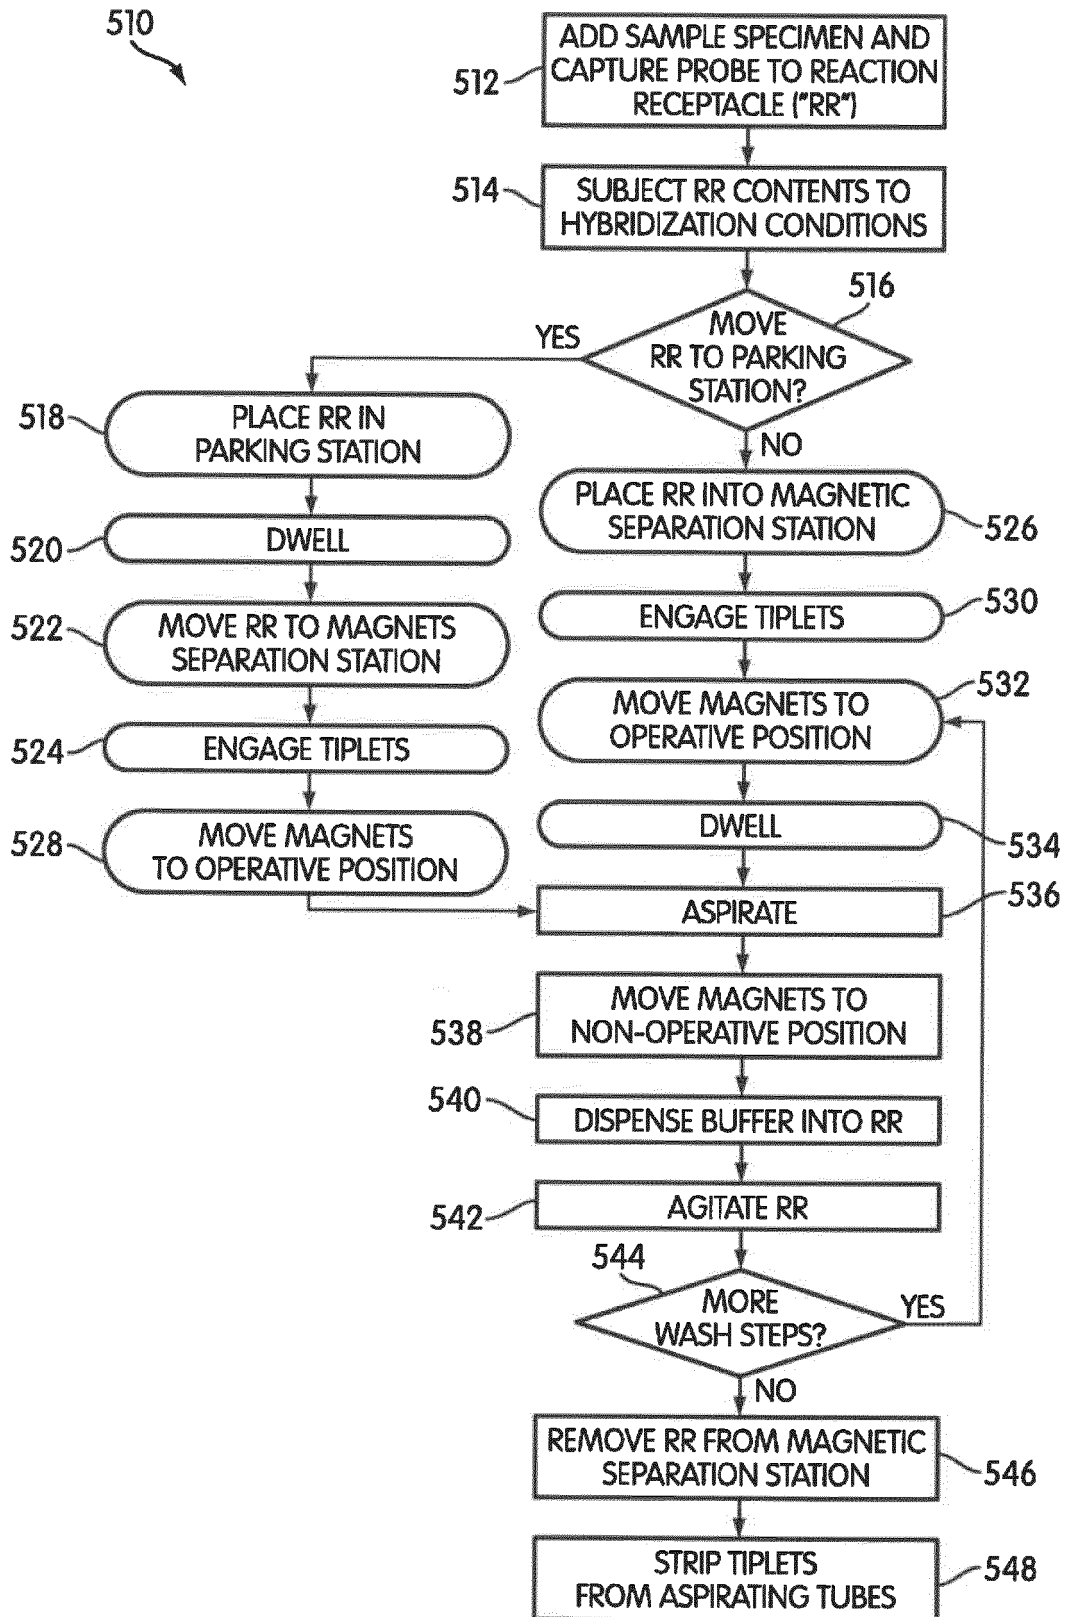 510
512
ADD SAMPLE SPECIMEN AND
CAPTURE PROBE TO REACTION
RECEPTACLE ("RR")
514
SUBJECT RR CONTENTS TO
HYBRIDIZATION CONDITIONS
516
MOVE
RR TO PARKING
STATION?
YES
NO
518
PLACE RR IN
PARKING STATION
520
DWELL
522
MOVE RR TO MAGNETS
SEPARATION STATION
524
ENGAGE TIPLETS
528
MOVE MAGNETS
TO OPERATIVE POSITION
PLACE RR INTO MAGNETIC
SEPARATION STATION
526
ENGAGE TIPLETS
530
MOVE MAGNETS TO
OPERATIVE POSITION
532
DWELL
534
ASPIRATE
536
MOVE MAGNETS TO
NON-OPERATIVE POSITION
538
540
DISPENSE BUFFER INTO RR
542
AGITATE RR
544
MORE
WASH STEPS?
YES
NO
REMOVE RR FROM MAGNETIC
SEPARATION STATION
546
STRIP TIPLETS
FROM ASPIRATING TUBES
548